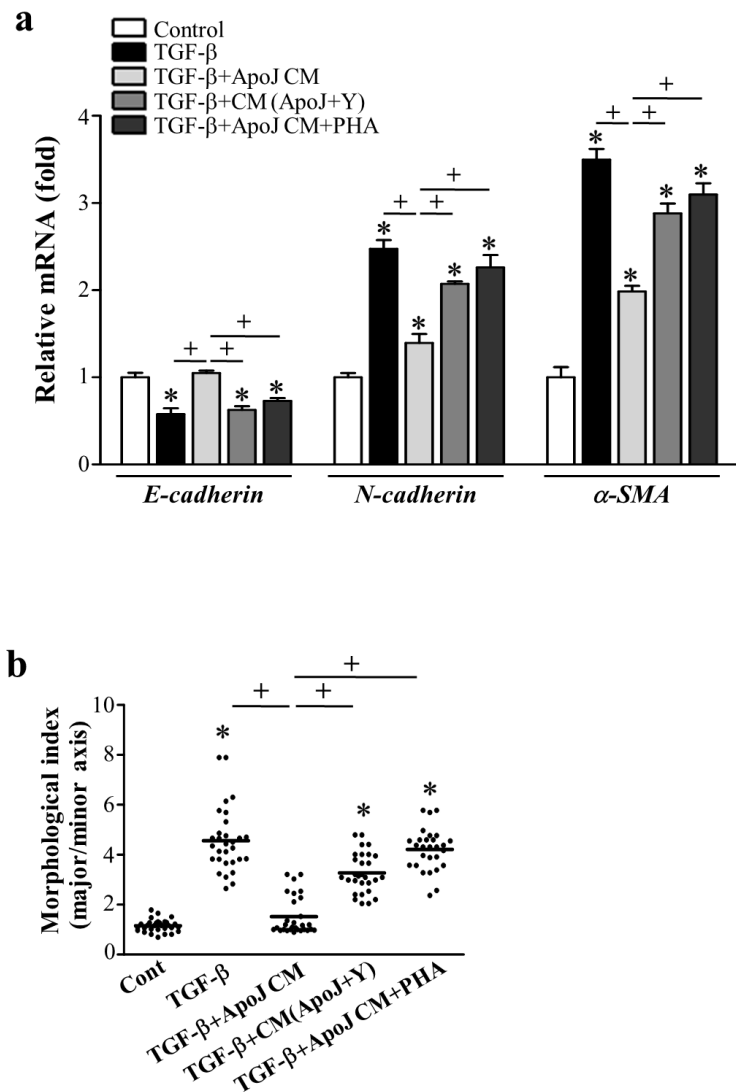 a
Control
TGF-β
TGF-β+ApoJ CM
TGF-β+CM (ApoJ+Y)
TGF-β+ApoJ CM+PHA
Relative mRNA (fold)
4
3
2
1
0
+
+ +
* * * *
+
+ +
* * * *
+
+ +
* * *
E-cadherin N-cadherin α-SMA
b
Morphological index
(major/minor axis)
10
8
6
4
2
0
+
+ +
* * *
Cont
TGF-β
TGF-β+ApoJ CM
TGF-β+CM(ApoJ+Y)
TGF-β+ApoJ CM+PHA